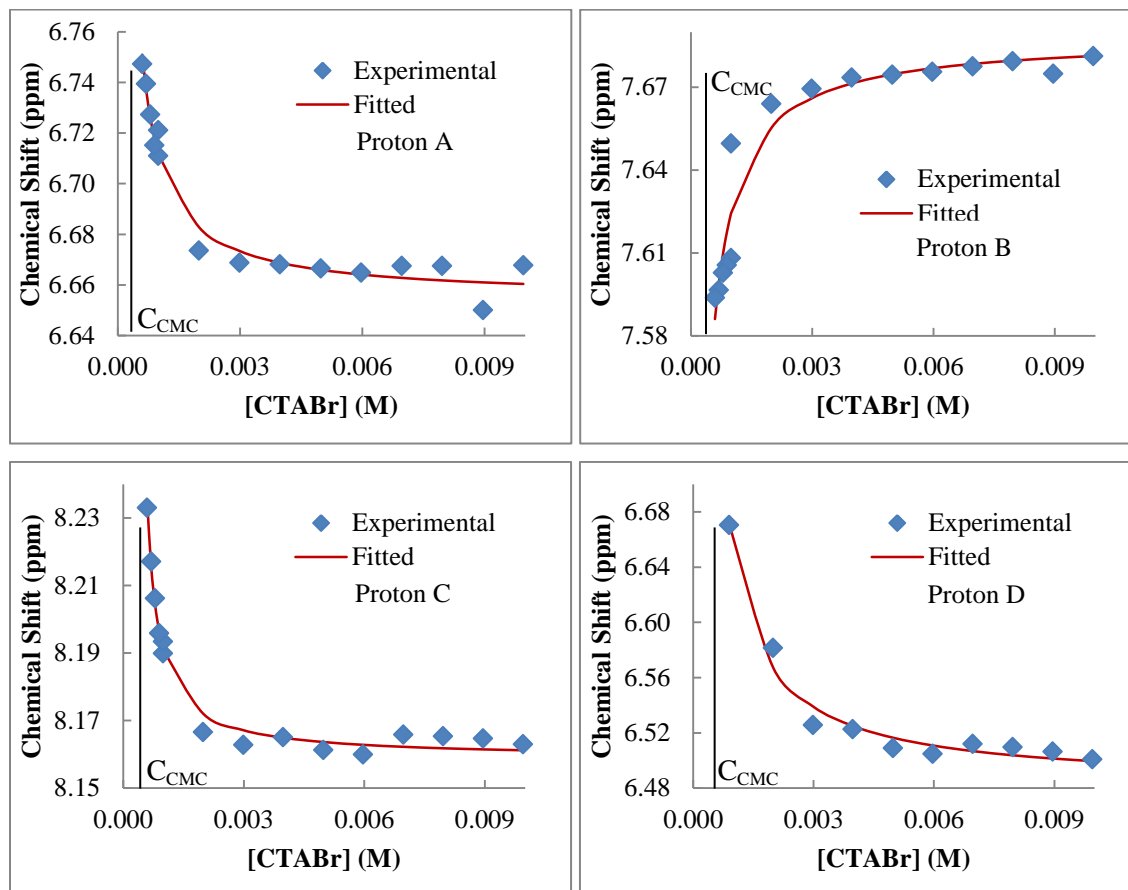 Chemical Shift (ppm)
6.76
6.74
6.72
6.70
6.68
6.66
6.64
Experimental
Fitted
Proton A
C_CMC
0.000 0.003 0.006 0.009
[CTABr] (M)
Chemical Shift (ppm)
7.67
7.64
7.61
7.58
C_CMC
Experimental
Fitted
Proton B
0.000 0.003 0.006 0.009
[CTABr] (M)
Chemical Shift (ppm)
8.23
8.21
8.19
8.17
8.15
Experimental
Fitted
Proton C
C_CMC
0.000 0.003 0.006 0.009
[CTABr] (M)
Chemical Shift (ppm)
6.68
6.64
6.60
6.56
6.52
6.48
Experimental
Fitted
Proton D
C_CMC
0.000 0.003 0.006 0.009
[CTABr] (M)